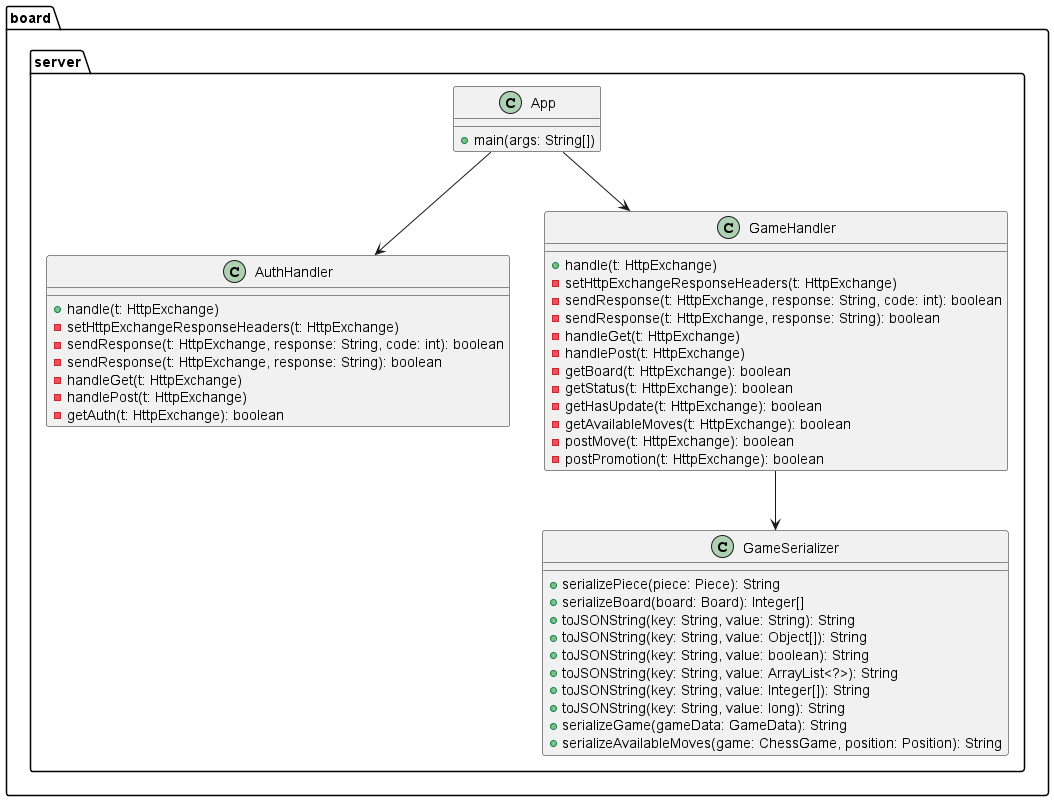 board
server
C App
main(args: String[])
C AuthHandler
handle(t: HttpExchange)
setHttpExchangeResponseHeaders(t: HttpExchange)
sendResponse(t: HttpExchange, response: String, code: int): boolean
sendResponse(t: HttpExchange, response: String): boolean
handleGet(t: HttpExchange)
handlePost(t: HttpExchange)
getAuth(t: HttpExchange): boolean
C GameHandler
handle(t: HttpExchange)
setHttpExchangeResponseHeaders(t: HttpExchange)
sendResponse(t: HttpExchange, response: String, code: int): boolean
sendResponse(t: HttpExchange, response: String): boolean
handleGet(t: HttpExchange)
handlePost(t: HttpExchange)
getBoard(t: HttpExchange): boolean
getStatus(t: HttpExchange): boolean
getHasUpdate(t: HttpExchange): boolean
getAvailableMoves(t: HttpExchange): boolean
postMove(t: HttpExchange): boolean
postPromotion(t: HttpExchange): boolean
C GameSerializer
serializePiece(piece: Piece): String
serializeBoard(board: Board): Integer[]
toJSONString(key: String, value: String): String
toJSONString(key: String, value: Object[]): String
toJSONString(key: String, value: boolean): String
toJSONString(key: String, value: ArrayList<?>): String
toJSONString(key: String, value: Integer[]): String
toJSONString(key: String, value: long): String
serializeGame(gameData: GameData): String
serializeAvailableMoves(game: ChessGame, position: Position): String